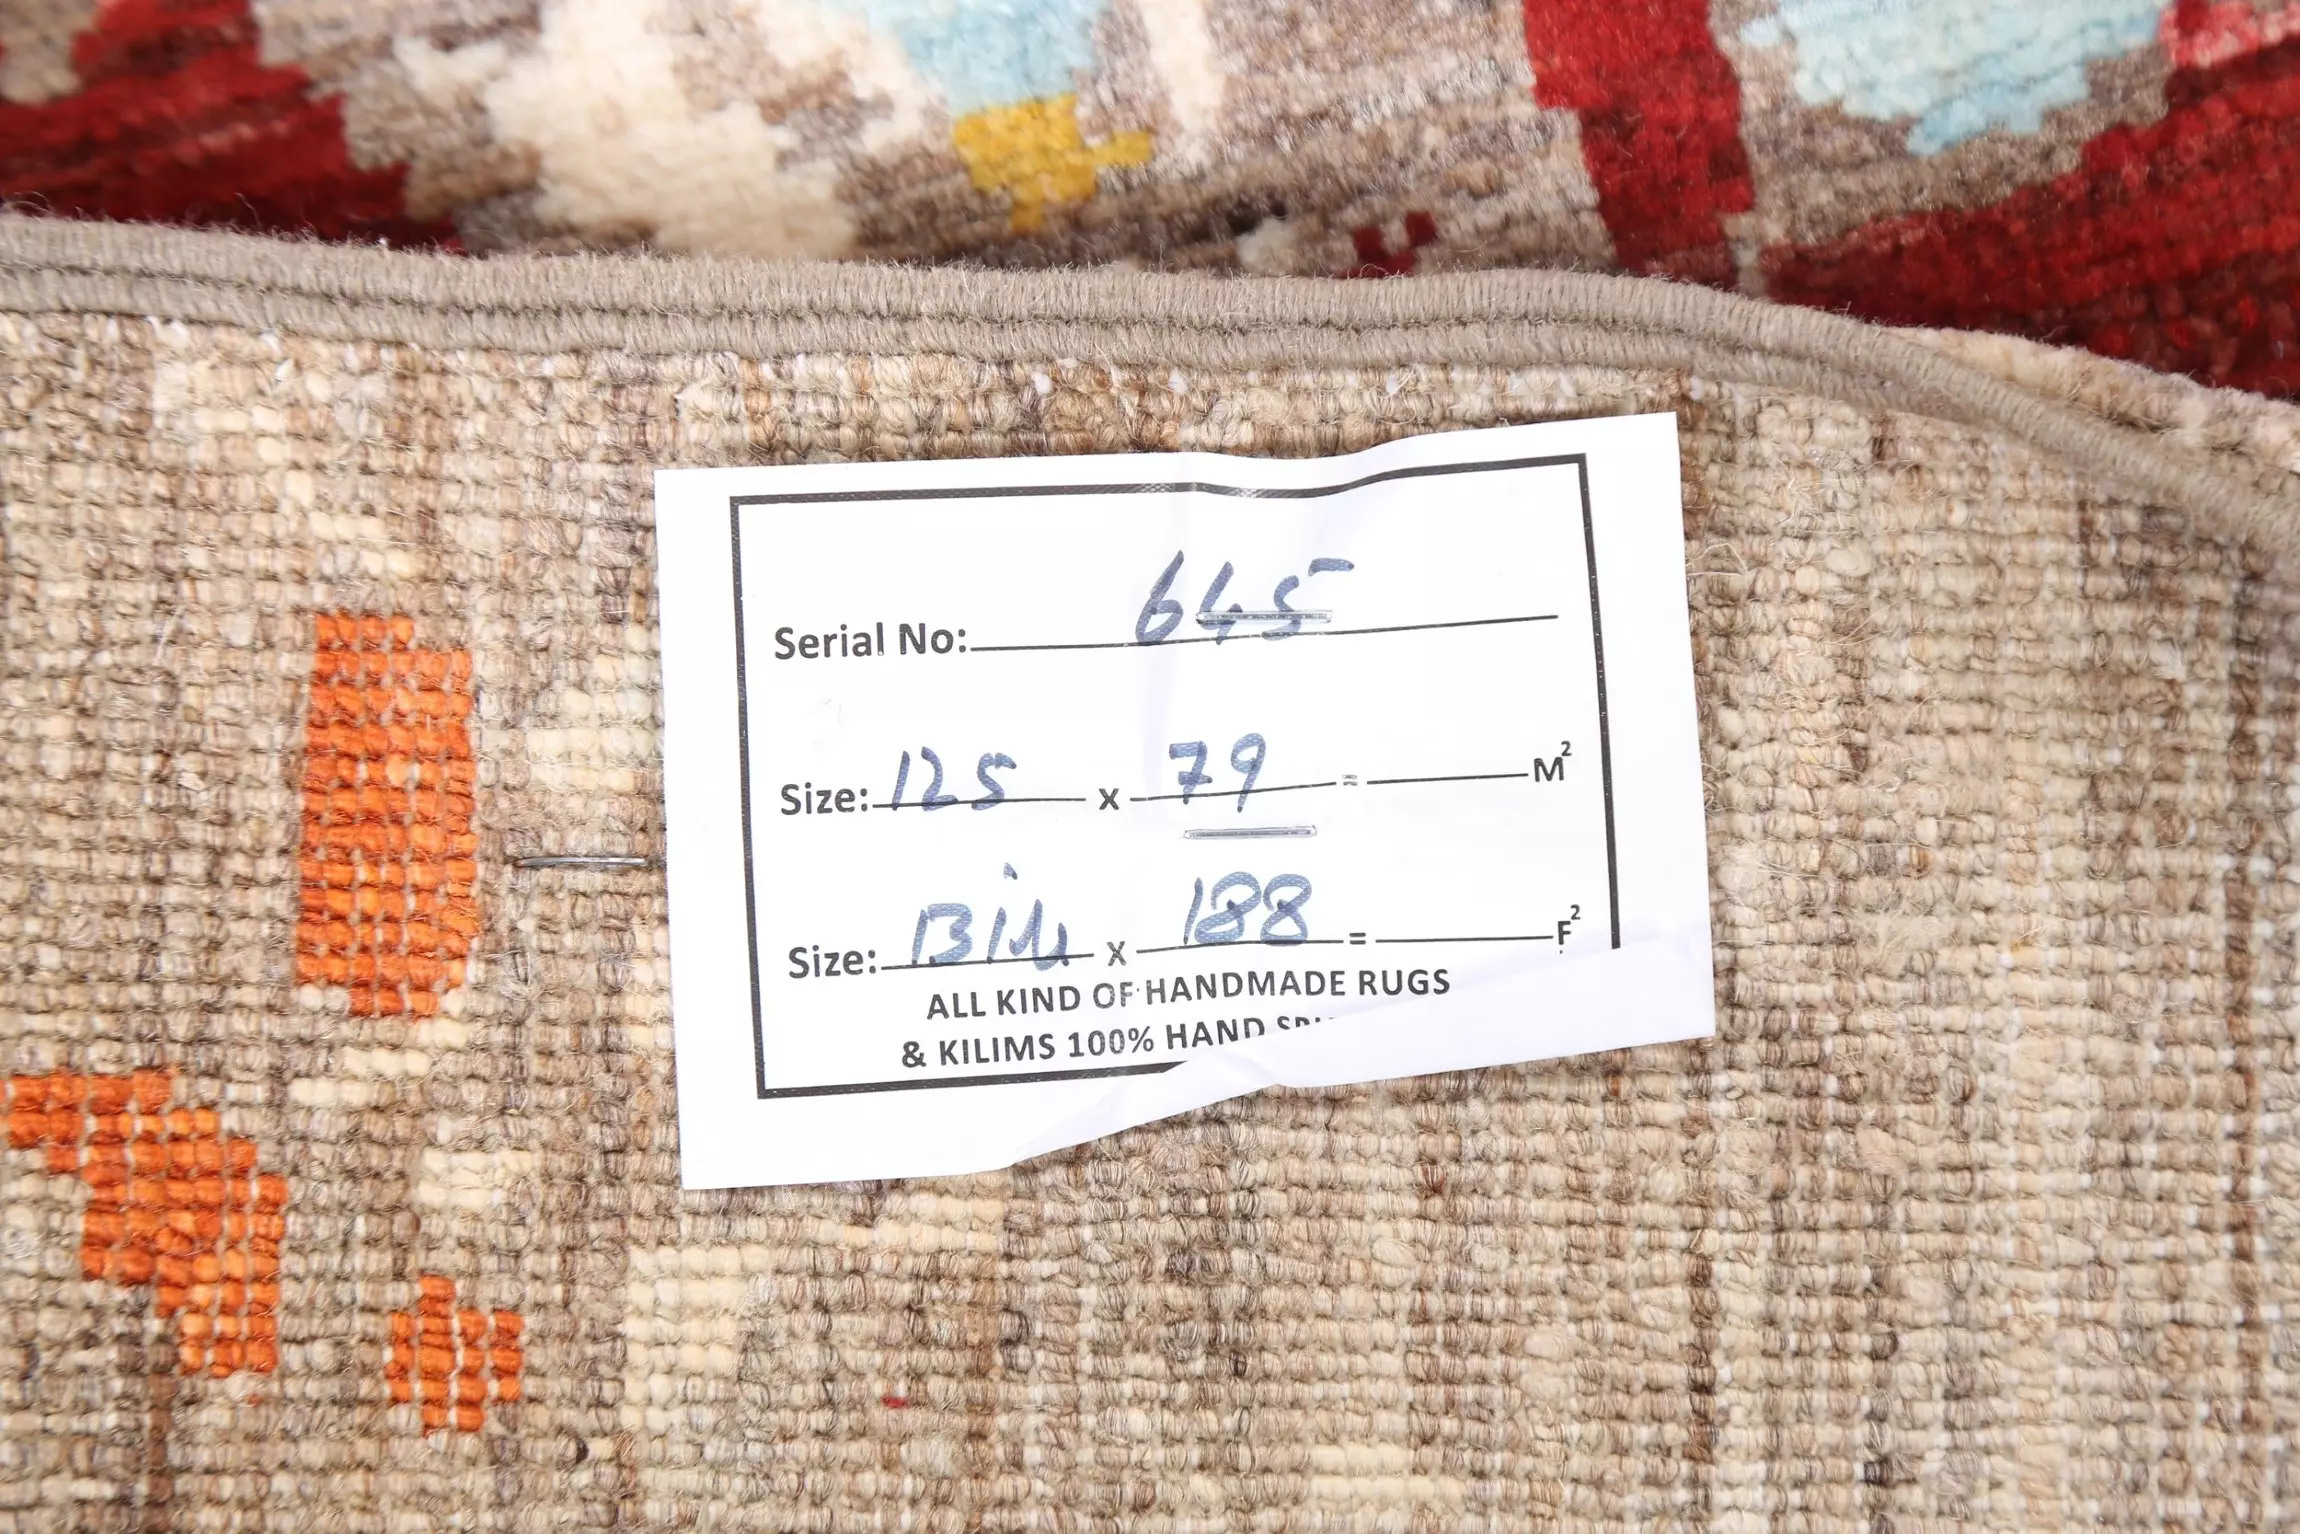 Serial No: 645
Size: 125 x 79 = M²
Size: x 188 = F²
ALL KIND OF HANDMADE RUGS
& KILIMS 100% HAND